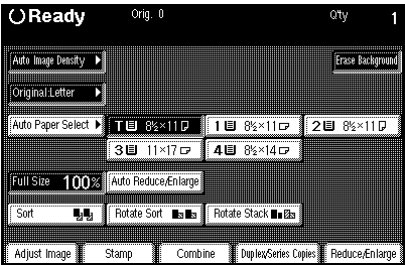 Ready Orig. 0 Q'ty 1
Auto Image Density Erase Background
Original:Letter
Auto Paper Select T 8½×11 1 8½×11 2 8½×11
3 11×17 4 8½×14
Full Size 100% Auto Reduce/Enlarge
Sort Rotate Sort Rotate Stack
Adjust Image Stamp Combine Duplex/Series Copies Reduce/Enlarge